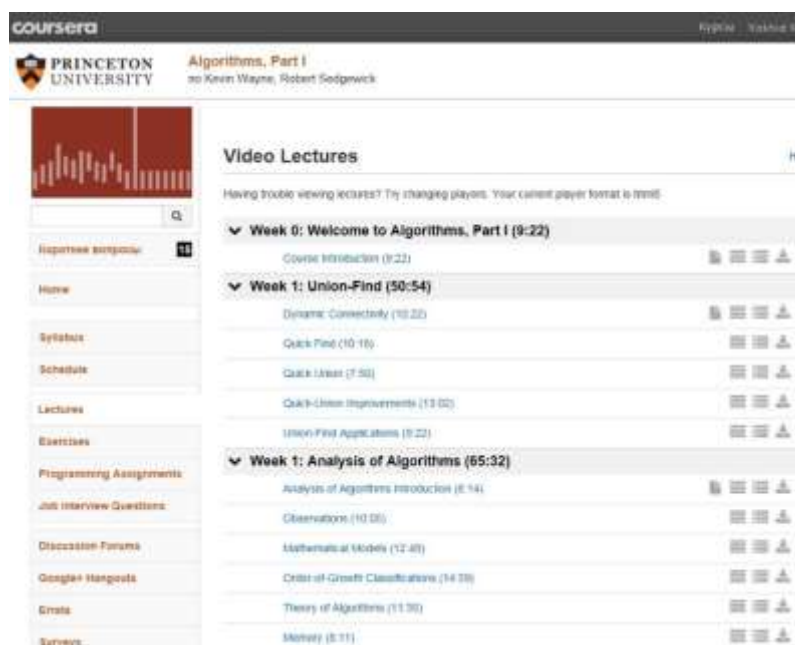 coursera
PRINCETON
UNIVERSITY
Algorithms, Part I
по Kevin Wayne, Robert Sedgewick
Video Lectures
Having trouble viewing lectures? Try changing players. Your current player format is html5
Week 0: Welcome to Algorithms, Part I (9:22)
Course Introduction (9:22)
Week 1: Union-Find (50:54)
Dynamic Connectivity (10:22)
Quick Find (10:18)
Quick Union (7:50)
Quick-Union Improvements (13:02)
Union-Find Applications (9:22)
Week 1: Analysis of Algorithms (65:32)
Analysis of Algorithms Introduction (8:14)
Observations (10:05)
Mathematical Models (12:48)
Order-of-Growth Classifications (14:39)
Theory of Algorithms (11:35)
Memory (8:11)
Короткие вопросы
Home
Syllabus
Schedule
Lectures
Exercises
Programming Assignments
Job Interview Questions
Discussion Forums
Google+ Hangouts
Errata
Surveys